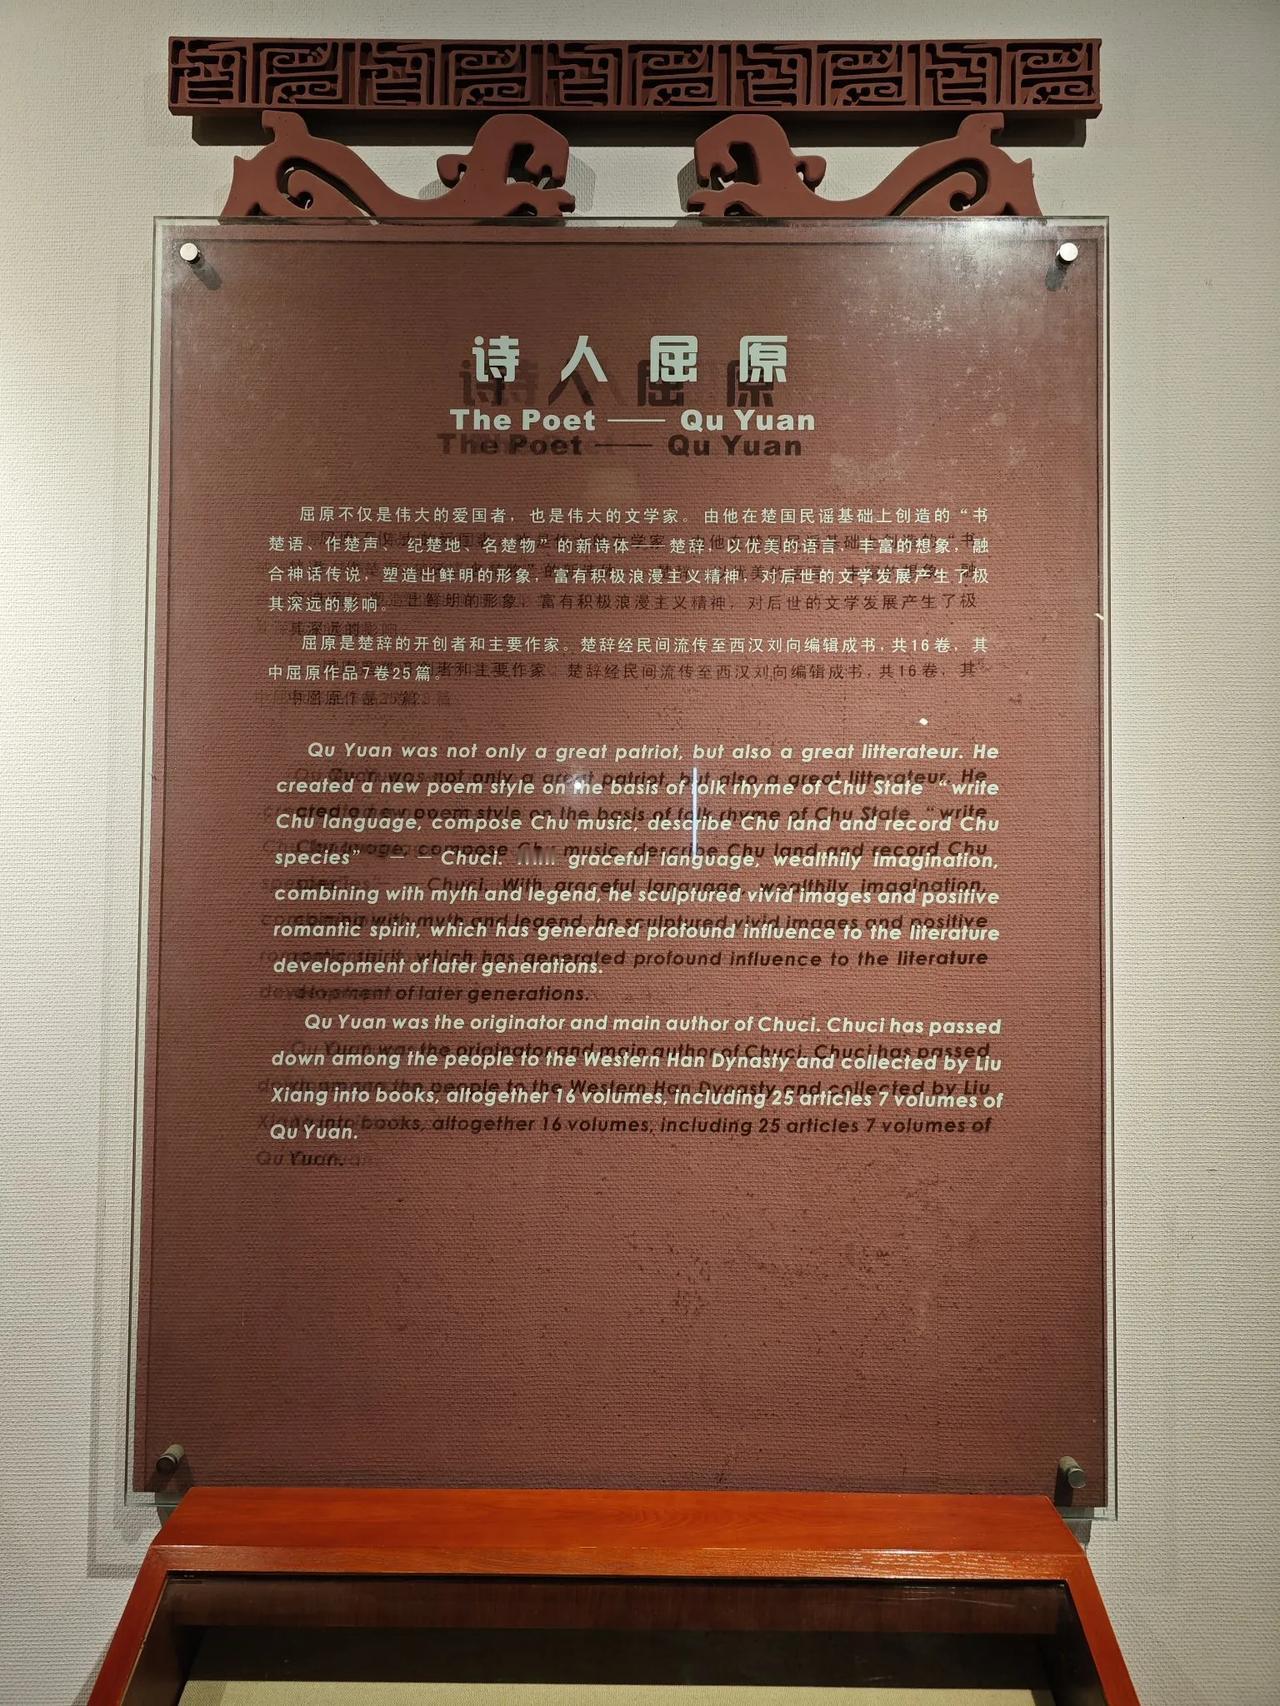 诗人屈原
The Poet —— Qu Yuan
屈原不仅是伟大的爱国者，也是伟大的文学家。由他在楚国民谣基础上创造的“书
楚语、作楚声、纪楚地、名楚物”的新诗体——楚辞，以优美的语言，丰富的想象，融
合神话传说，塑造出鲜明的形象，富有积极浪漫主义精神，对后世的文学发展产生了极
其深远的影响。
屈原是楚辞的开创者和主要作家。楚辞经民间流传至西汉刘向编辑成书，共16卷，其
中屈原作品7卷25篇。
Qu Yuan was not only a great patriot, but also a great litterateur. He
created a new poem style on the basis of folk rhyme of Chu State “write
Chu language, compose Chu music, describe Chu land and record Chu
species” — — Chuci. With graceful language, wealthily imagination,
combining with myth and legend, he sculptured vivid images and positive
romantic spirit, which has generated profound influence to the literature
development of later generations.
Qu Yuan was the originator and main author of Chuci. Chuci has passed
down among the people to the Western Han Dynasty and collected by Liu
Xiang into books, altogether 16 volumes, including 25 articles 7 volumes of
Qu Yuan.